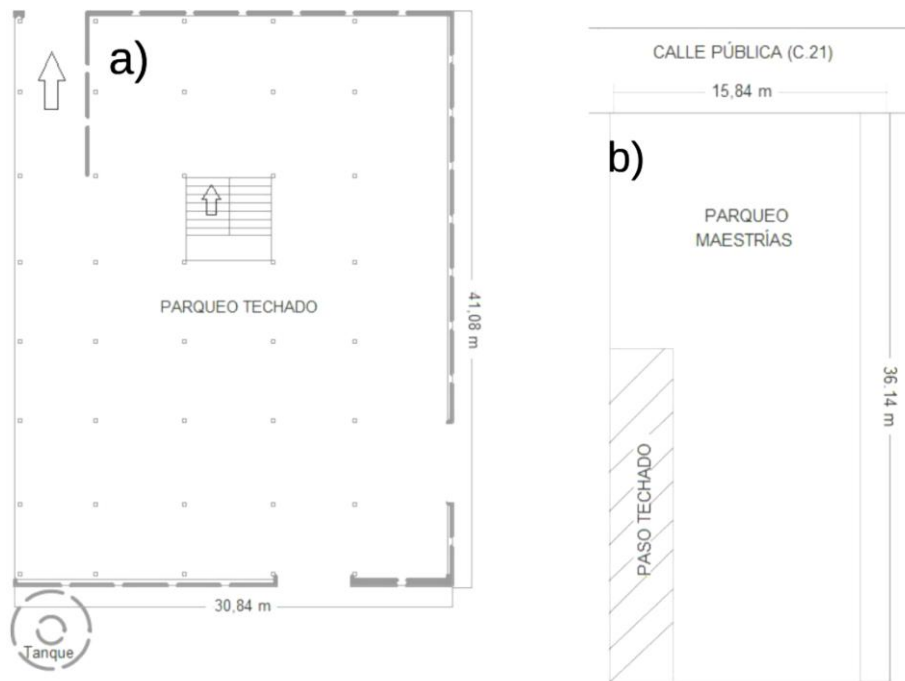 a)
PARQUEO TECHADO
41,08 m
30,84 m
Tanque
CALLE PÚBLICA (C.21)
15,84 m
b)
PARQUEO
MAESTRÍAS
36.14 m
PASO TECHADO